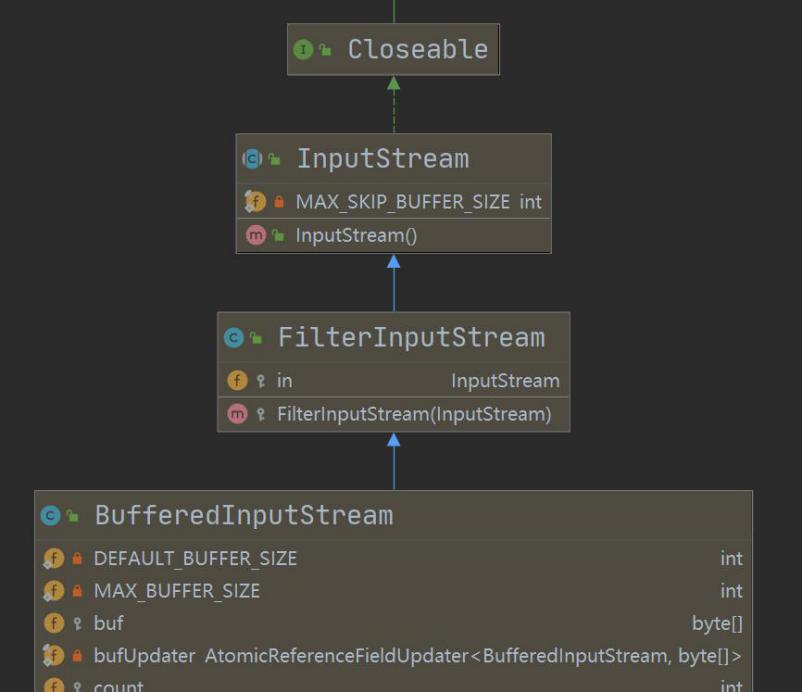 Closeable
InputStream
MAX_SKIP_BUFFER_SIZE int
InputStream()
FilterInputStream
in InputStream
FilterInputStream(InputStream)
BufferedInputStream
DEFAULT_BUFFER_SIZE int
MAX_BUFFER_SIZE int
buf byte[]
bufUpdater AtomicReferenceFieldUpdater<BufferedInputStream, byte[]>
count int